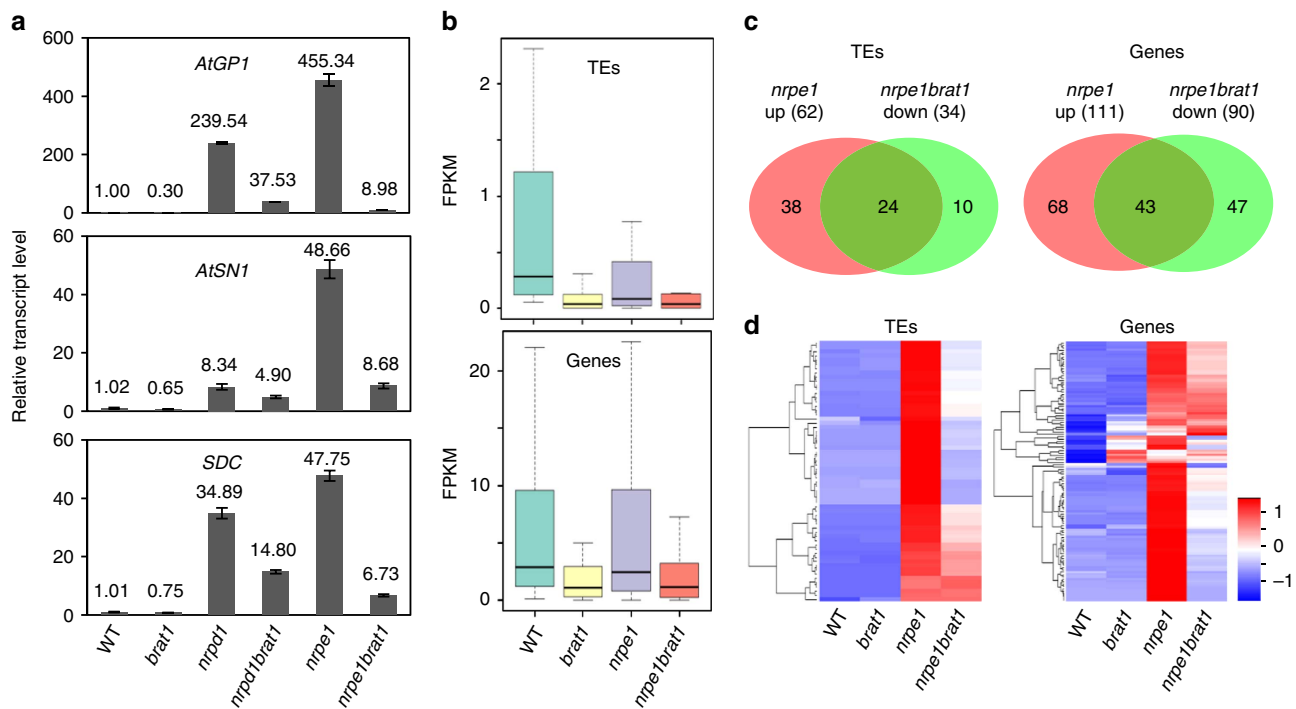 a
Relative transcript level
600
400
200
0
AtGP1
1.00
0.30
239.54
37.53
455.34
8.98
60
40
20
0
AtSN1
1.02
0.65
8.34
4.90
48.66
8.68
60
40
20
0
SDC
1.01
0.75
34.89
14.80
47.75
6.73
WT
brat1
nrpd1
nrpd1brat1
nrpe1
nrpe1brat1
b
TEs
FPKM
2
1
0
Genes
FPKM
20
10
0
WT
brat1
nrpe1
nrpe1brat1
c
TEs
nrpe1
up (62)
nrpe1brat1
down (34)
38
24
10
Genes
nrpe1
up (111)
nrpe1brat1
down (90)
68
43
47
d
TEs
WT
brat1
nrpe1
nrpe1brat1
Genes
WT
brat1
nrpe1
nrpe1brat1
1
0
−1